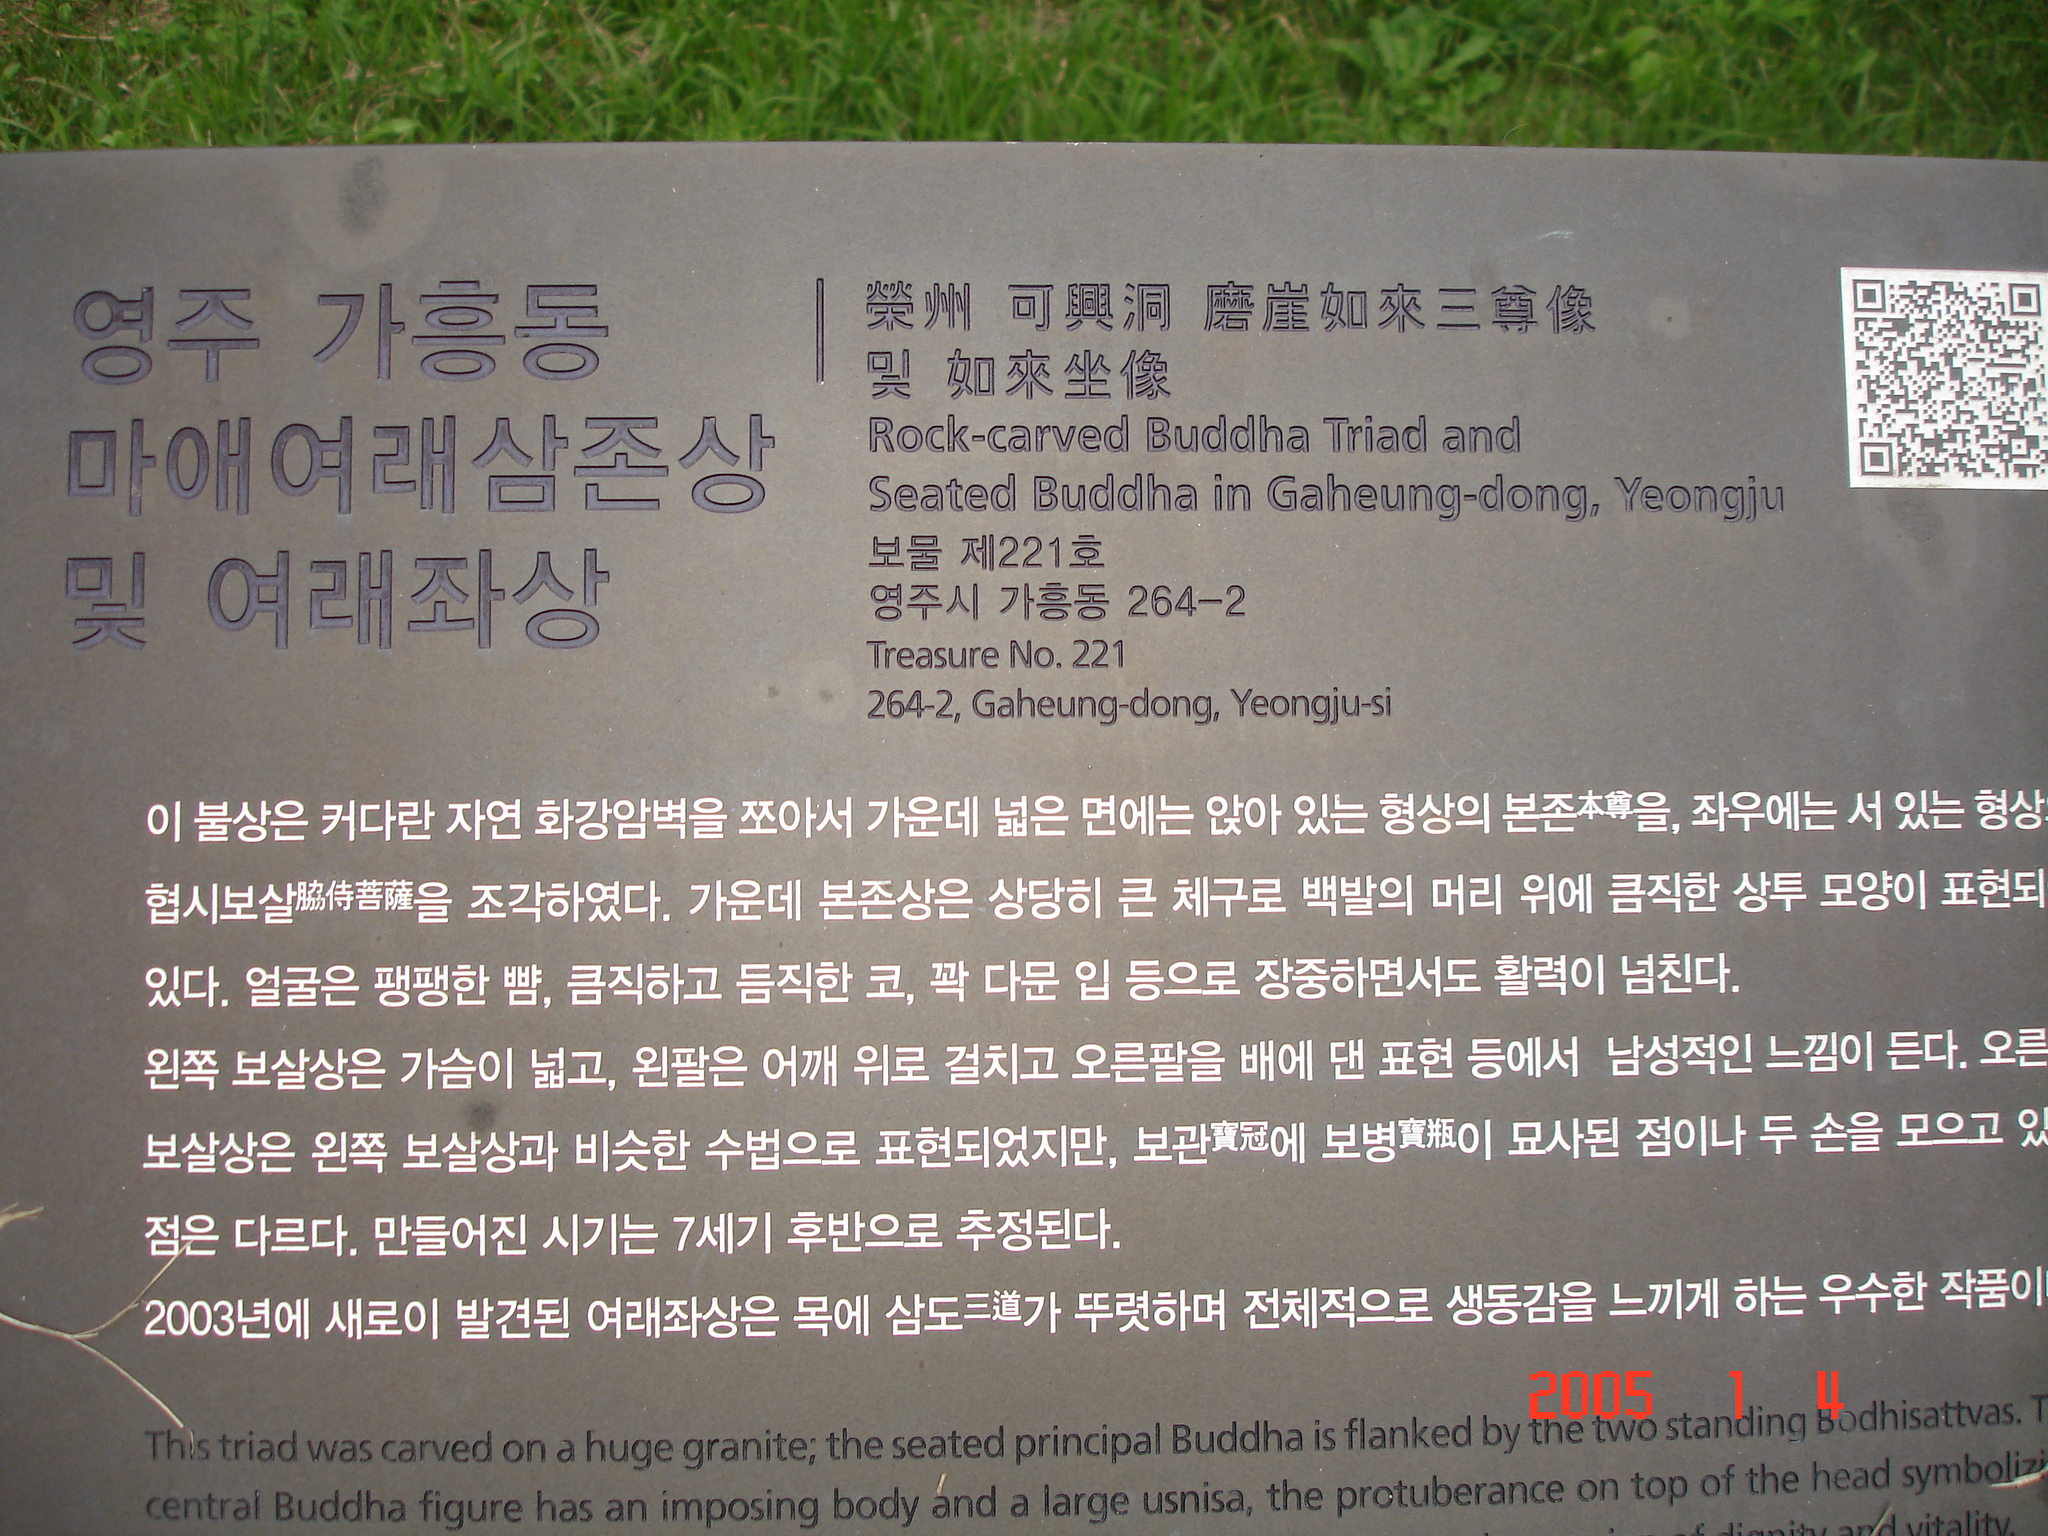 영주 가흥동
마애여래삼존상
및 여래좌상
榮州 可興洞 磨崖如來三尊像
및 如來坐像
Rock-carved Buddha Triad and
Seated Buddha in Gaheung-dong, Yeongju
보물 제221호
영주시 가흥동 264-2
Treasure No. 221
264-2, Gaheung-dong, Yeongju-si
이 불상은 커다란 자연 화강암벽을 쪼아서 가운데 넓은 면에는 앉아 있는 형상의 본존本尊을, 좌우에는 서 있는 형상
협시보살脇侍菩薩을 조각하였다. 가운데 본존상은 상당히 큰 체구로 백발의 머리 위에 큼직한 상투 모양이 표현되
있다. 얼굴은 팽팽한 뺨, 큼직하고 듬직한 코, 꽉 다문 입 등으로 장중하면서도 활력이 넘친다.
왼쪽 보살상은 가슴이 넓고, 왼팔은 어깨 위로 걸치고 오른팔을 배에 댄 표현 등에서 남성적인 느낌이 든다. 오른
보살상은 왼쪽 보살상과 비슷한 수법으로 표현되었지만, 보관寶冠에 보병寶甁이 묘사된 점이나 두 손을 모으고 있
점은 다르다. 만들어진 시기는 7세기 후반으로 추정된다.
2003년에 새로이 발견된 여래좌상은 목에 삼도三道가 뚜렷하며 전체적으로 생동감을 느끼게 하는 우수한 작품이
2005 1 4
This triad was carved on a huge granite; the seated principal Buddha is flanked by the two standing Bodhisattvas. T
central Buddha figure has an imposing body and a large usnisa, the protuberance on top of the head symbolizi
of dignity and vitality.